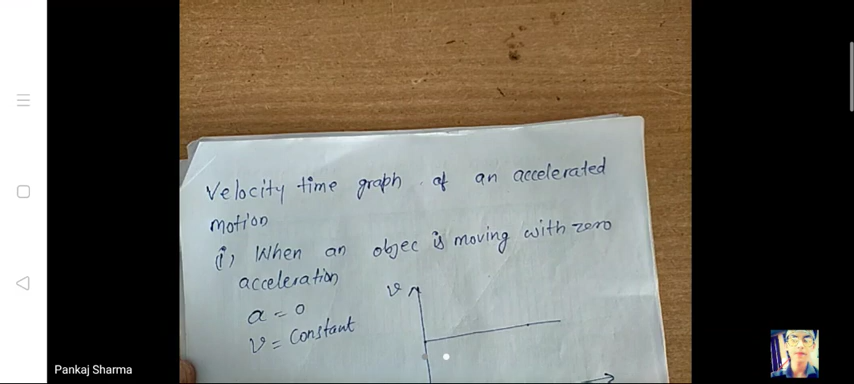 Velocity time graph of an accelerated
motion
(i) When an objec is moving with zero
acceleration
a = 0
v = Constant
v
Pankaj Sharma